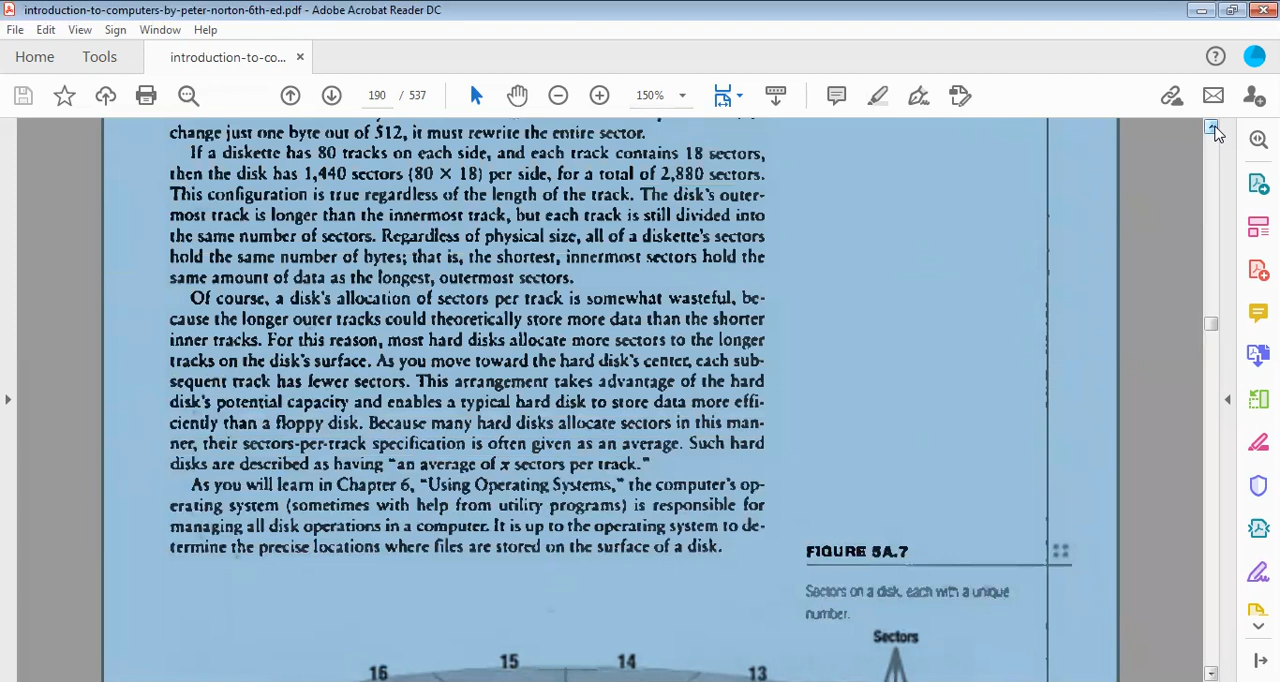 introduction-to-computers-by-peter-norton-6th-ed.pdf - Adobe Acrobat Reader DC
File Edit View Sign Window Help
Home Tools introduction-to-co... ×
190 / 537 150%
change just one byte out of 512, it must rewrite the entire sector.
If a diskette has 80 tracks on each side, and each track contains 18 sectors,
then the disk has 1,440 sectors (80 × 18) per side, for a total of 2,880 sectors.
This configuration is true regardless of the length of the track. The disk's outer-
most track is longer than the innermost track, but each track is still divided into
the same number of sectors. Regardless of physical size, all of a diskette's sectors
hold the same number of bytes; that is, the shortest, innermost sectors hold the
same amount of data as the longest, outermost sectors.
Of course, a disk's allocation of sectors per track is somewhat wasteful, be-
cause the longer outer tracks could theoretically store more data than the shorter
inner tracks. For this reason, most hard disks allocate more sectors to the longer
tracks on the disk's surface. As you move toward the hard disk's center, each sub-
sequent track has fewer sectors. This arrangement takes advantage of the hard
disk's potential capacity and enables a typical hard disk to store data more effi-
ciently than a floppy disk. Because many hard disks allocate sectors in this man-
ner, their sectors-per-track specification is often given as an average. Such hard
disks are described as having "an average of x sectors per track."
As you will learn in Chapter 6, "Using Operating Systems," the computer's op-
erating system (sometimes with help from utility programs) is responsible for
managing all disk operations in a computer. It is up to the operating system to de-
termine the precise locations where files are stored on the surface of a disk.
FIGURE 5A.7
Sectors on a disk, each with a unique
number.
Sectors
16 15 14 13